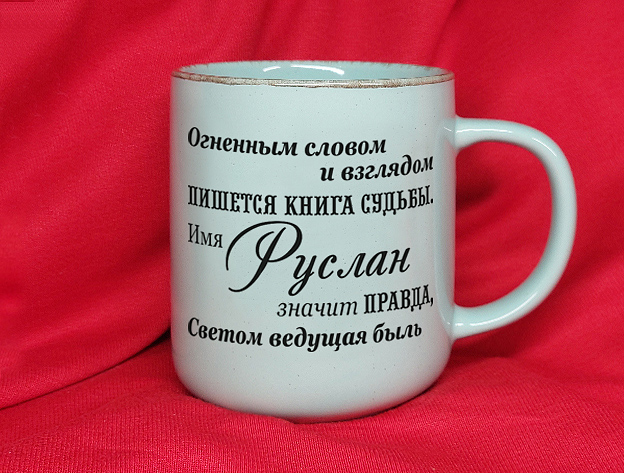 Огненным словом
и взглядом
ПИШЕТСЯ КНИГА СУДЬБЫ.
Имя Руслан
значит ПРАВДА,
Светом ведущая быль